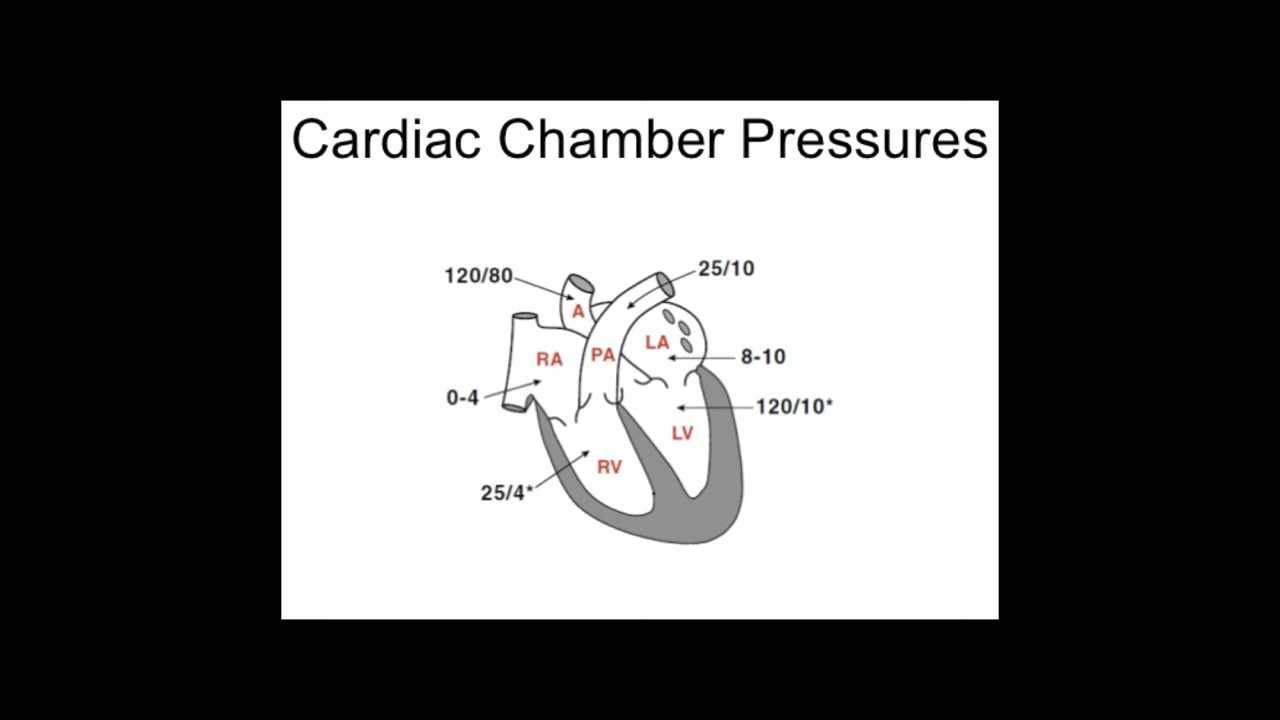 Cardiac Chamber Pressures
120/80
25/10
A
RA
PA
LA
8-10
0-4
120/10*
LV
RV
25/4*